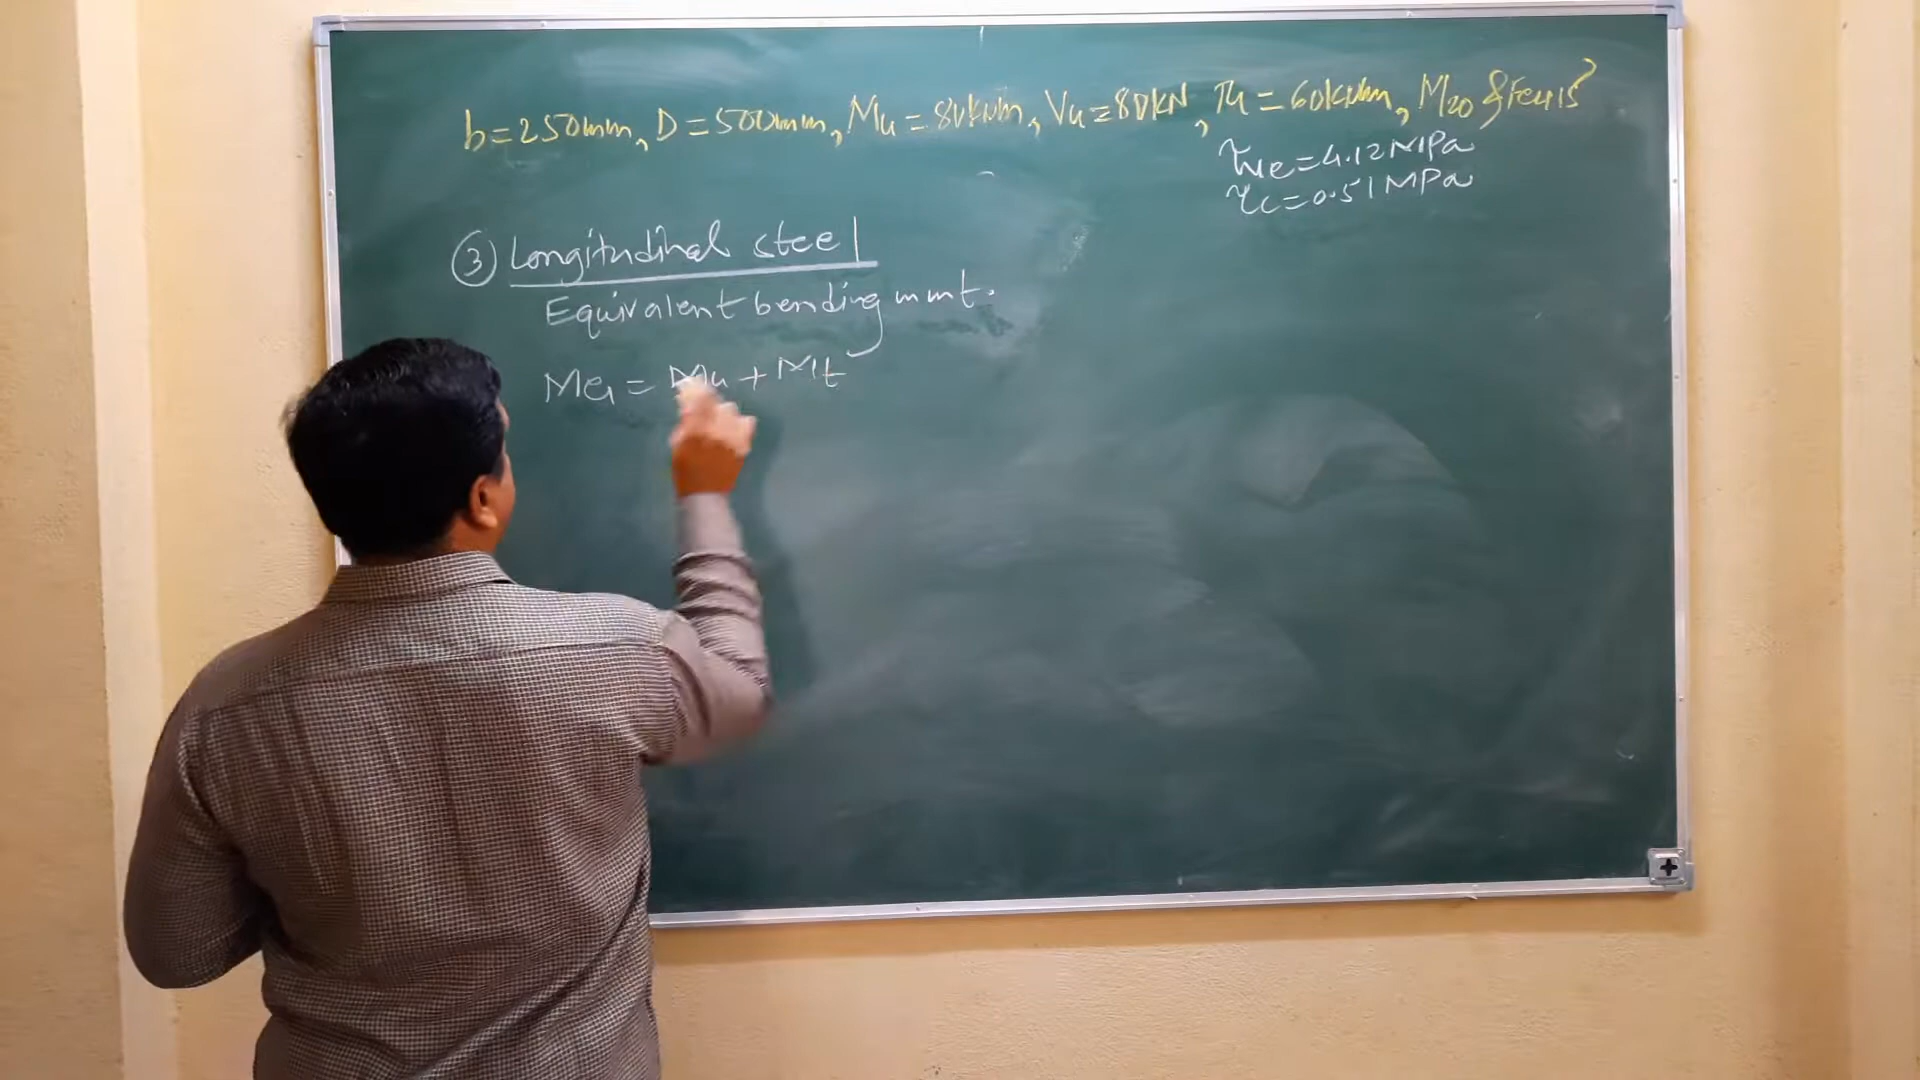 b=250mm, D=500mm, Mu=80kNm, Vu=80kN, Tu=60kNm, M20 & Fe415
τve=4.12MPa
τc=0.51MPa
③ Longitudinal steel
Equivalent bending mmt.
Me1 = Mu + Mt